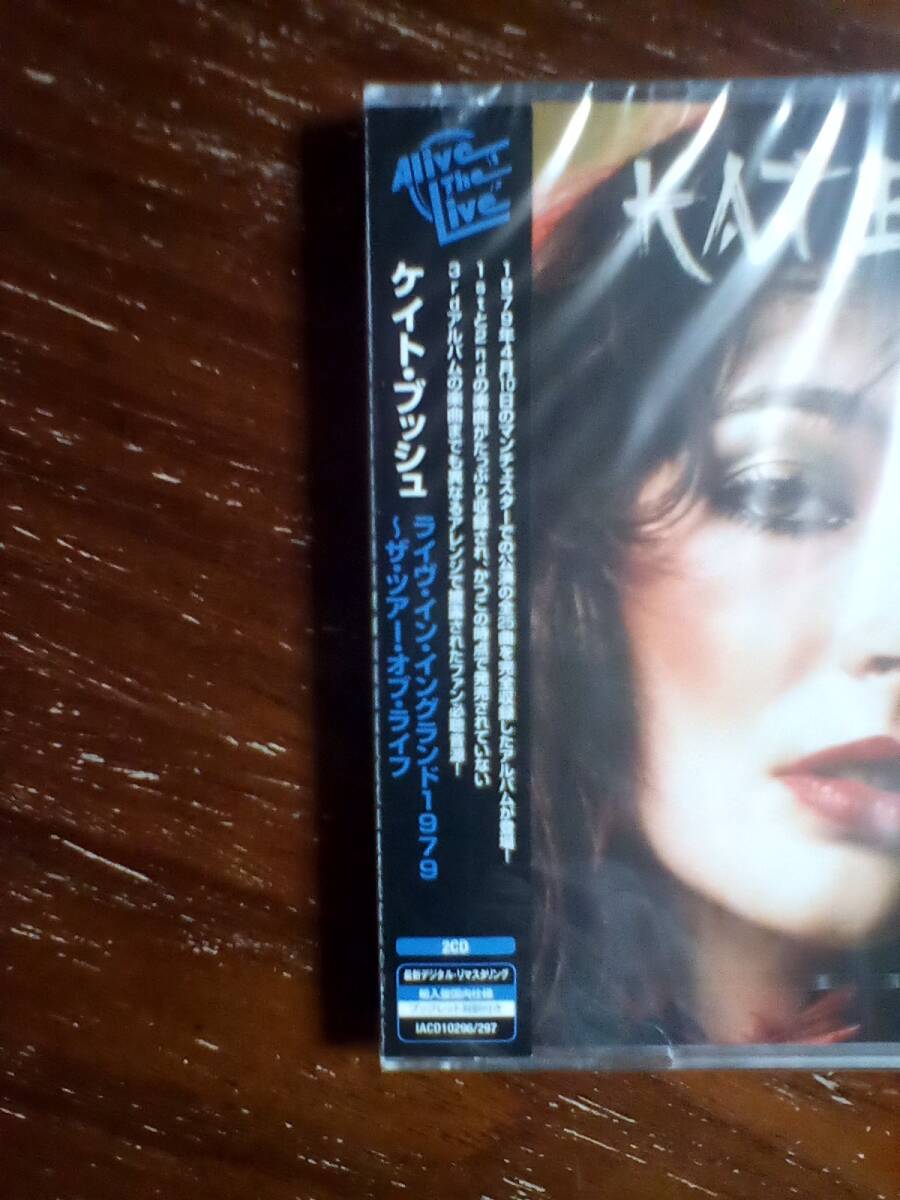 Alive
The
Live
KATE
ケイト・ブッシュ
ライヴ・イン・イングランド1979
~ザ・ツアー・オブ・ライフ
1979年4月10日のマンチェスターでの公演の全25曲を完全収録したアルバムが登場!
1stと2ndの楽曲がたっぷり収録され、かつこの時点で発売されていない
3rdアルバムの楽曲までも異なるアレンジで披露されたファン必聴音源!
2CD
最新デジタル・リマスタリング
輸入盤国内仕様
IACD10296/297